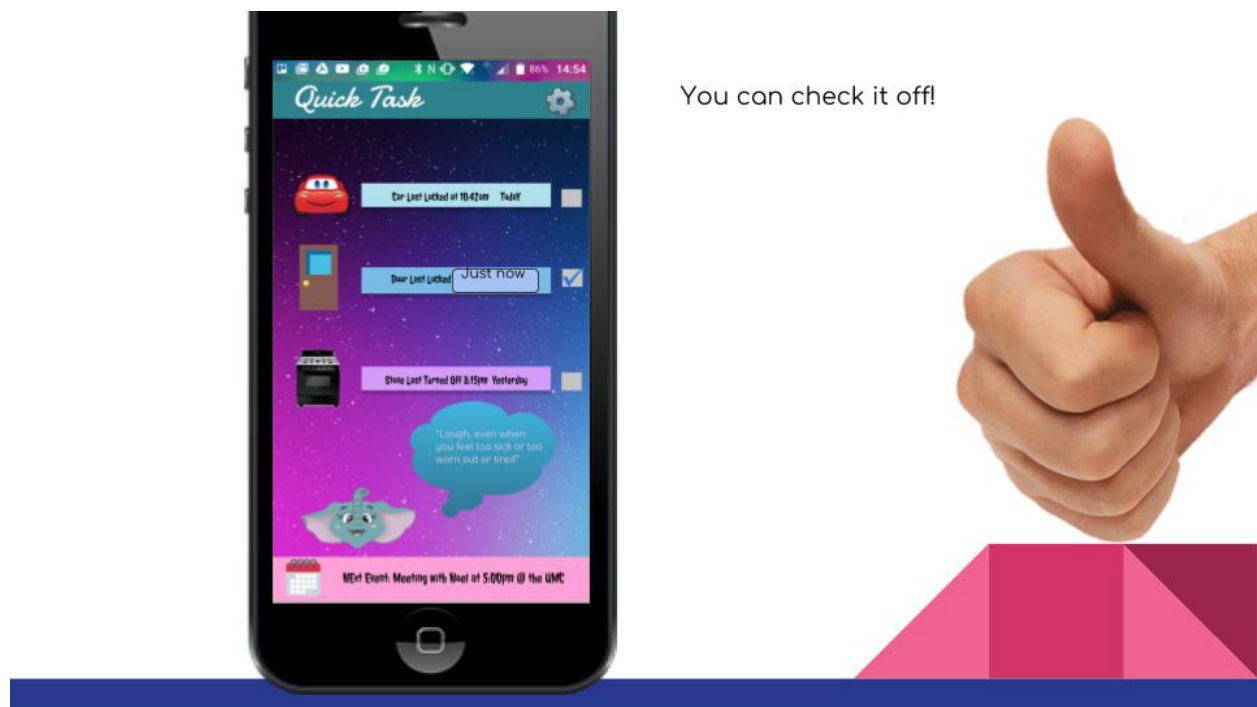 86% 14:54
Quick Task
You can check it off!
Car Last Locked at 10:42am Today
Door Last Locked Just now
Stove Last Turned Off 8:15pm Yesterday
"Laugh, even when
you feel too sick or too
worn out or tired"
NExt Event: Meeting with Noel at 5:00pm @ the UMC